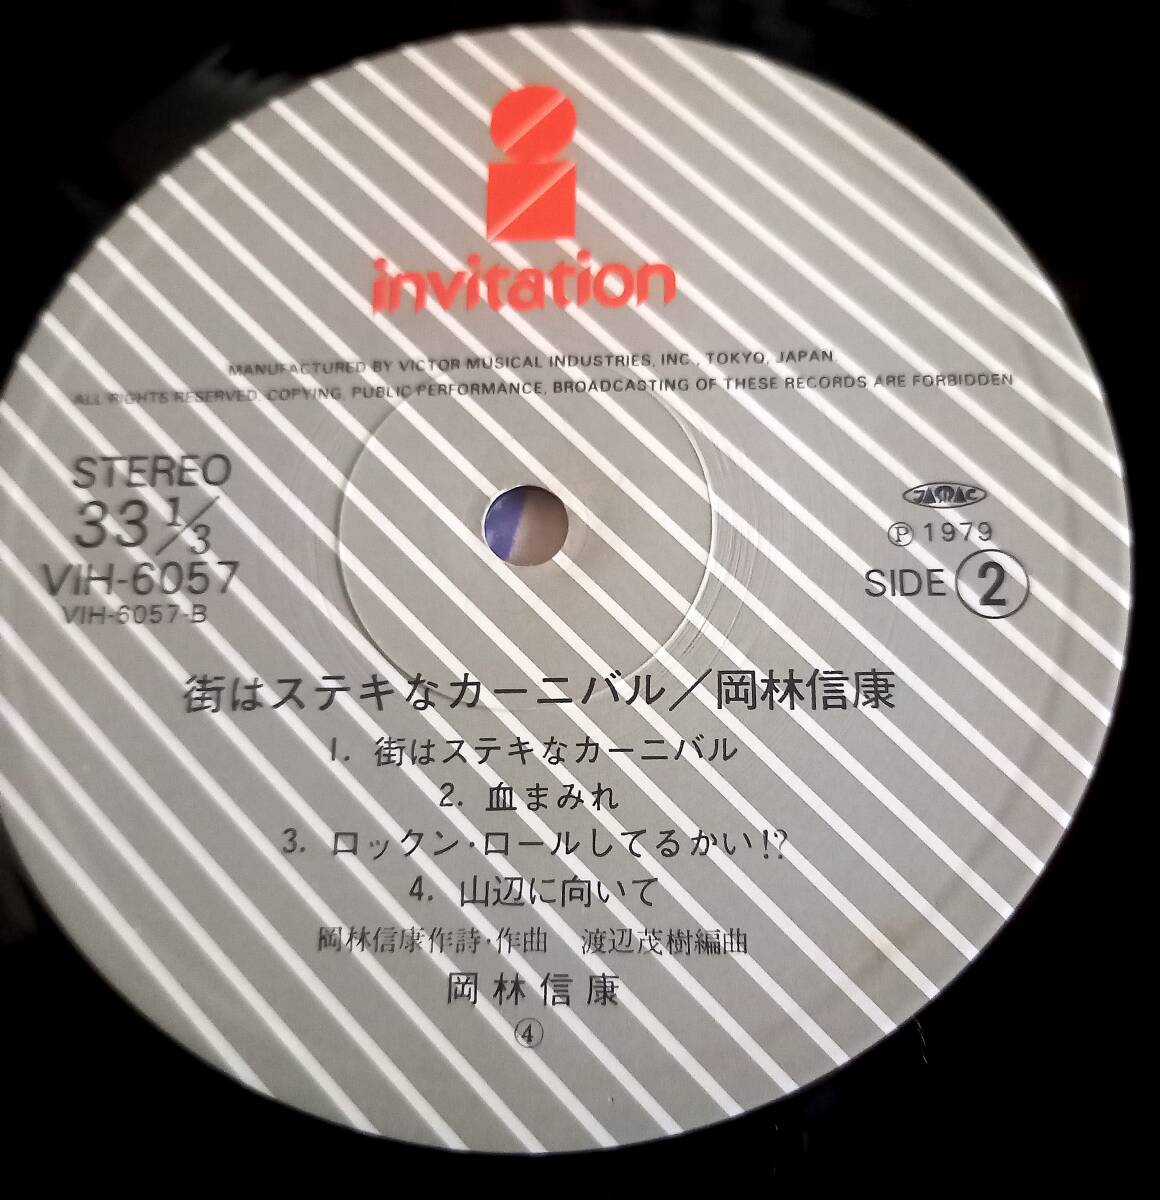 invitation
MANUFACTURED BY VICTOR MUSICAL INDUSTRIES, INC., TOKYO, JAPAN.
ALL RIGHTS RESERVED. COPYING, PUBLIC PERFORMANCE, BROADCASTING OF THESE RECORDS ARE FORBIDDEN
STEREO
33 1/3
VIH-6057
VIH-6057-B
JASRAC
Ⓟ 1979
SIDE 2
街はステキなカーニバル／岡林信康
1. 街はステキなカーニバル
2. 血まみれ
3. ロックン・ロールしてるかい!?
4. 山辺に向いて
岡林信康作詩・作曲 渡辺茂樹編曲
岡林信康
④